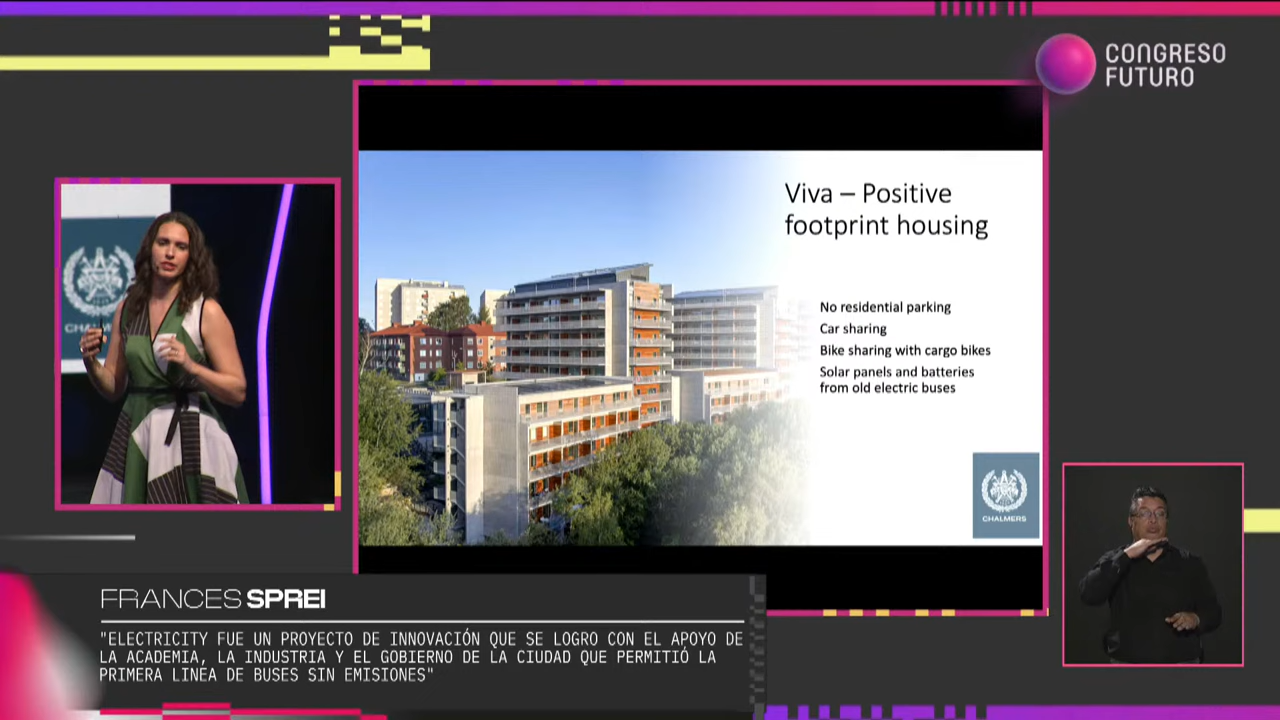 CONGRESO
FUTURO
CHALMERS
Viva – Positive
footprint housing
No residential parking
Car sharing
Bike sharing with cargo bikes
Solar panels and batteries
from old electric buses
CHALMERS
FRANCES SPREI
"ELECTRICITY FUE UN PROYECTO DE INNOVACIÓN QUE SE LOGRO CON EL APOYO DE
LA ACADEMIA, LA INDUSTRIA Y EL GOBIERNO DE LA CIUDAD QUE PERMITIÓ LA
PRIMERA LINEA DE BUSES SIN EMISIONES"